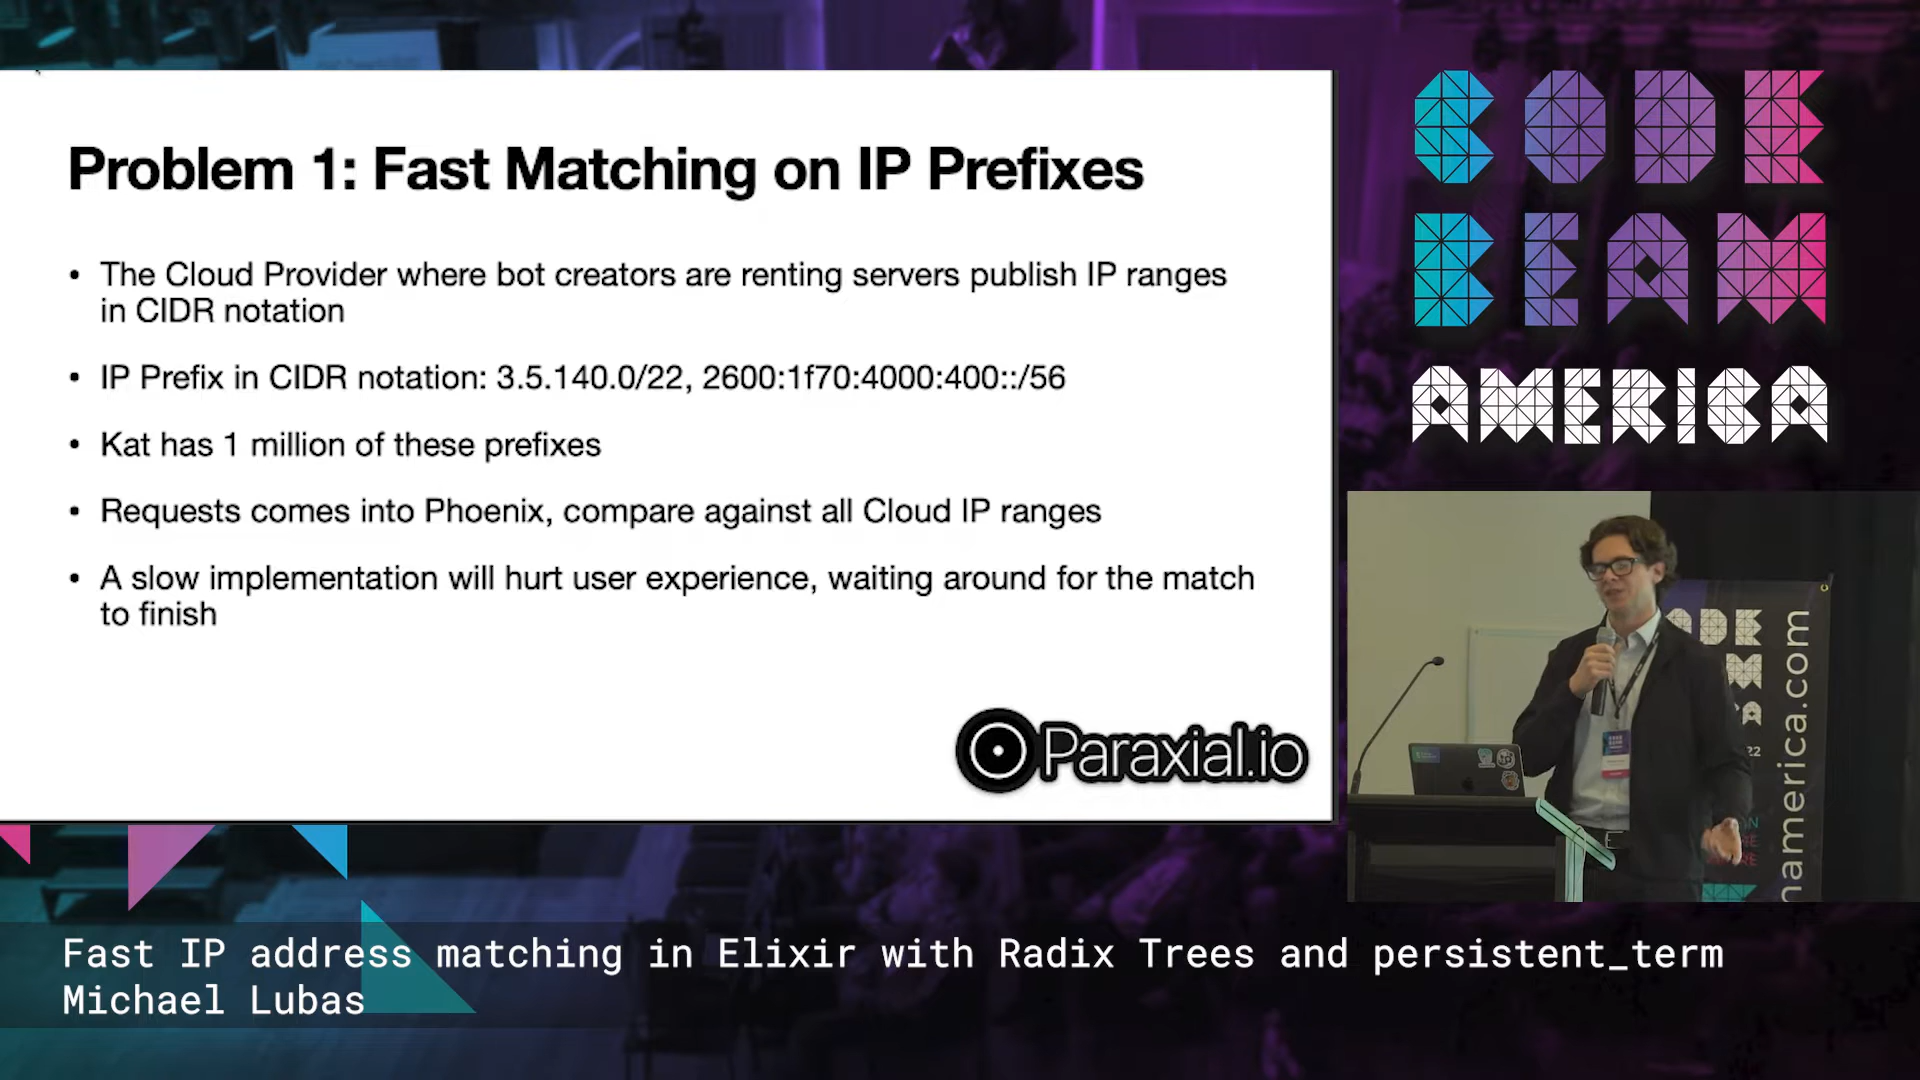 Problem 1: Fast Matching on IP Prefixes
• The Cloud Provider where bot creators are renting servers publish IP ranges
in CIDR notation
• IP Prefix in CIDR notation: 3.5.140.0/22, 2600:1f70:4000:400::/56
• Kat has 1 million of these prefixes
• Requests comes into Phoenix, compare against all Cloud IP ranges
• A slow implementation will hurt user experience, waiting around for the match
to finish
Paraxial.io
CODE
BEAM
AMERICA
namerica.com
Fast IP address matching in Elixir with Radix Trees and persistent_term
Michael Lubas